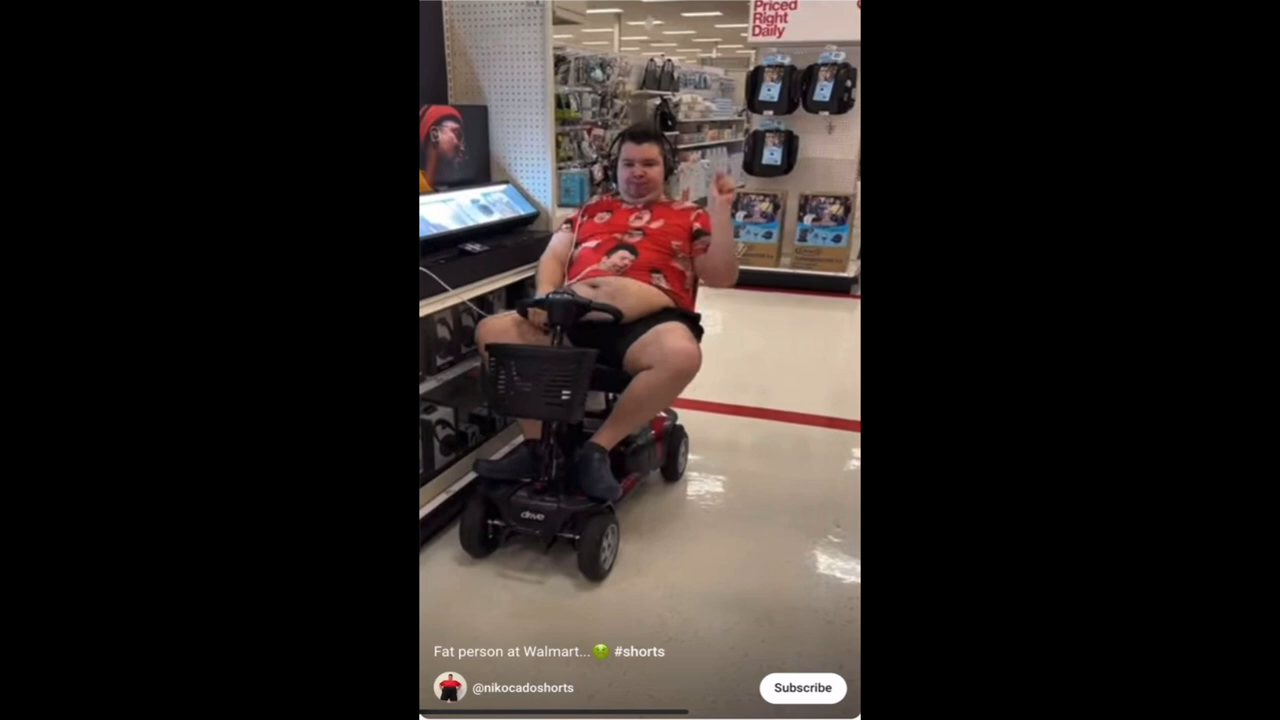 Priced
Right
Daily
drive
Fat person at Walmart...🤢 #shorts
@nikocadoshorts
Subscribe